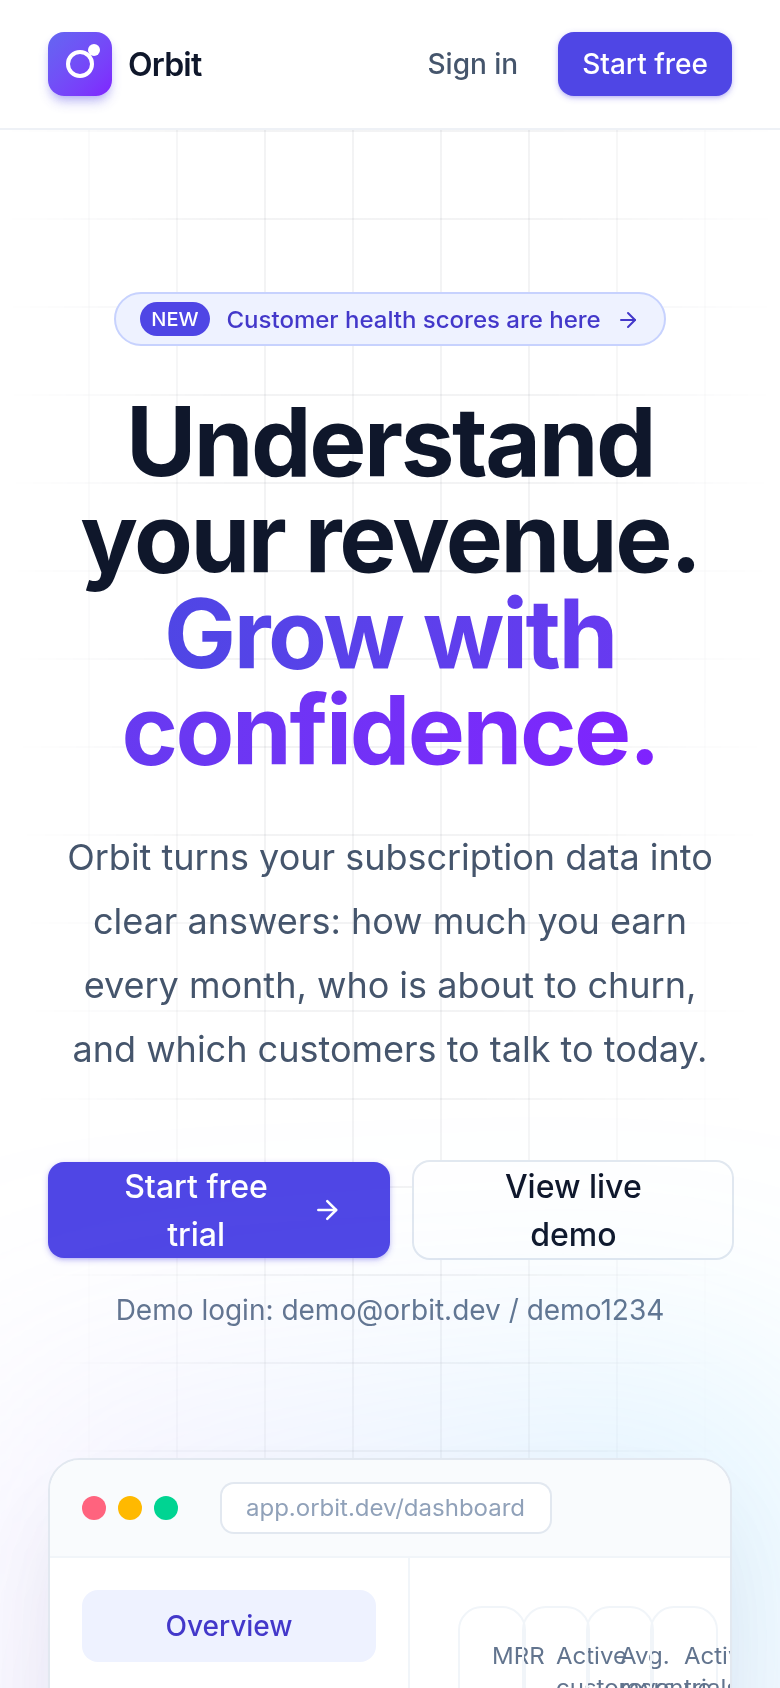 Orbit
Sign in
Start free
NEW Customer health scores are here
Understand
your revenue.
Grow with
confidence.
Orbit turns your subscription data into
clear answers: how much you earn
every month, who is about to churn,
and which customers to talk to today.
Start free
trial
View live
demo
Demo login: demo@orbit.dev / demo1234
app.orbit.dev/dashboard
Overview
MRR Active Avg.